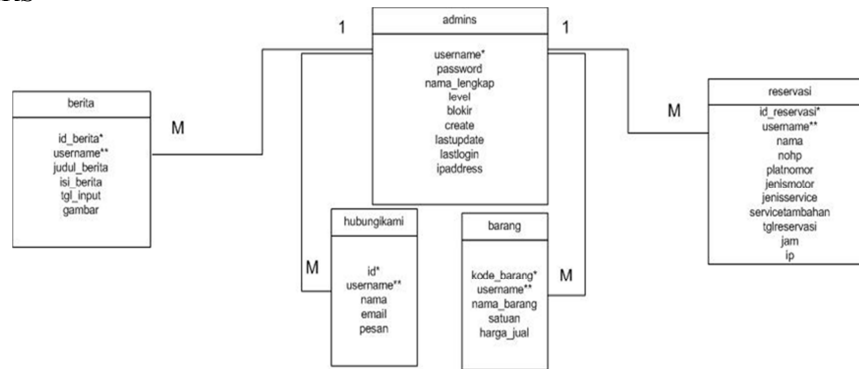 admins
1
1
username*
password
nama_lengkap
level
blokir
create
lastupdate
lastlogin
ipaddress
berita
M
id_berita*
username**
judul_berita
isi_berita
tgl_input
gambar
reservasi
M
id_reservasi*
username**
nama
nohp
platnomor
jenismotor
jenisservice
servicetambahan
tglreservasi
jam
ip
hubungikami
M
id*
username**
nama
email
pesan
barang
M
kode_barang*
username**
nama_barang
satuan
harga_jual